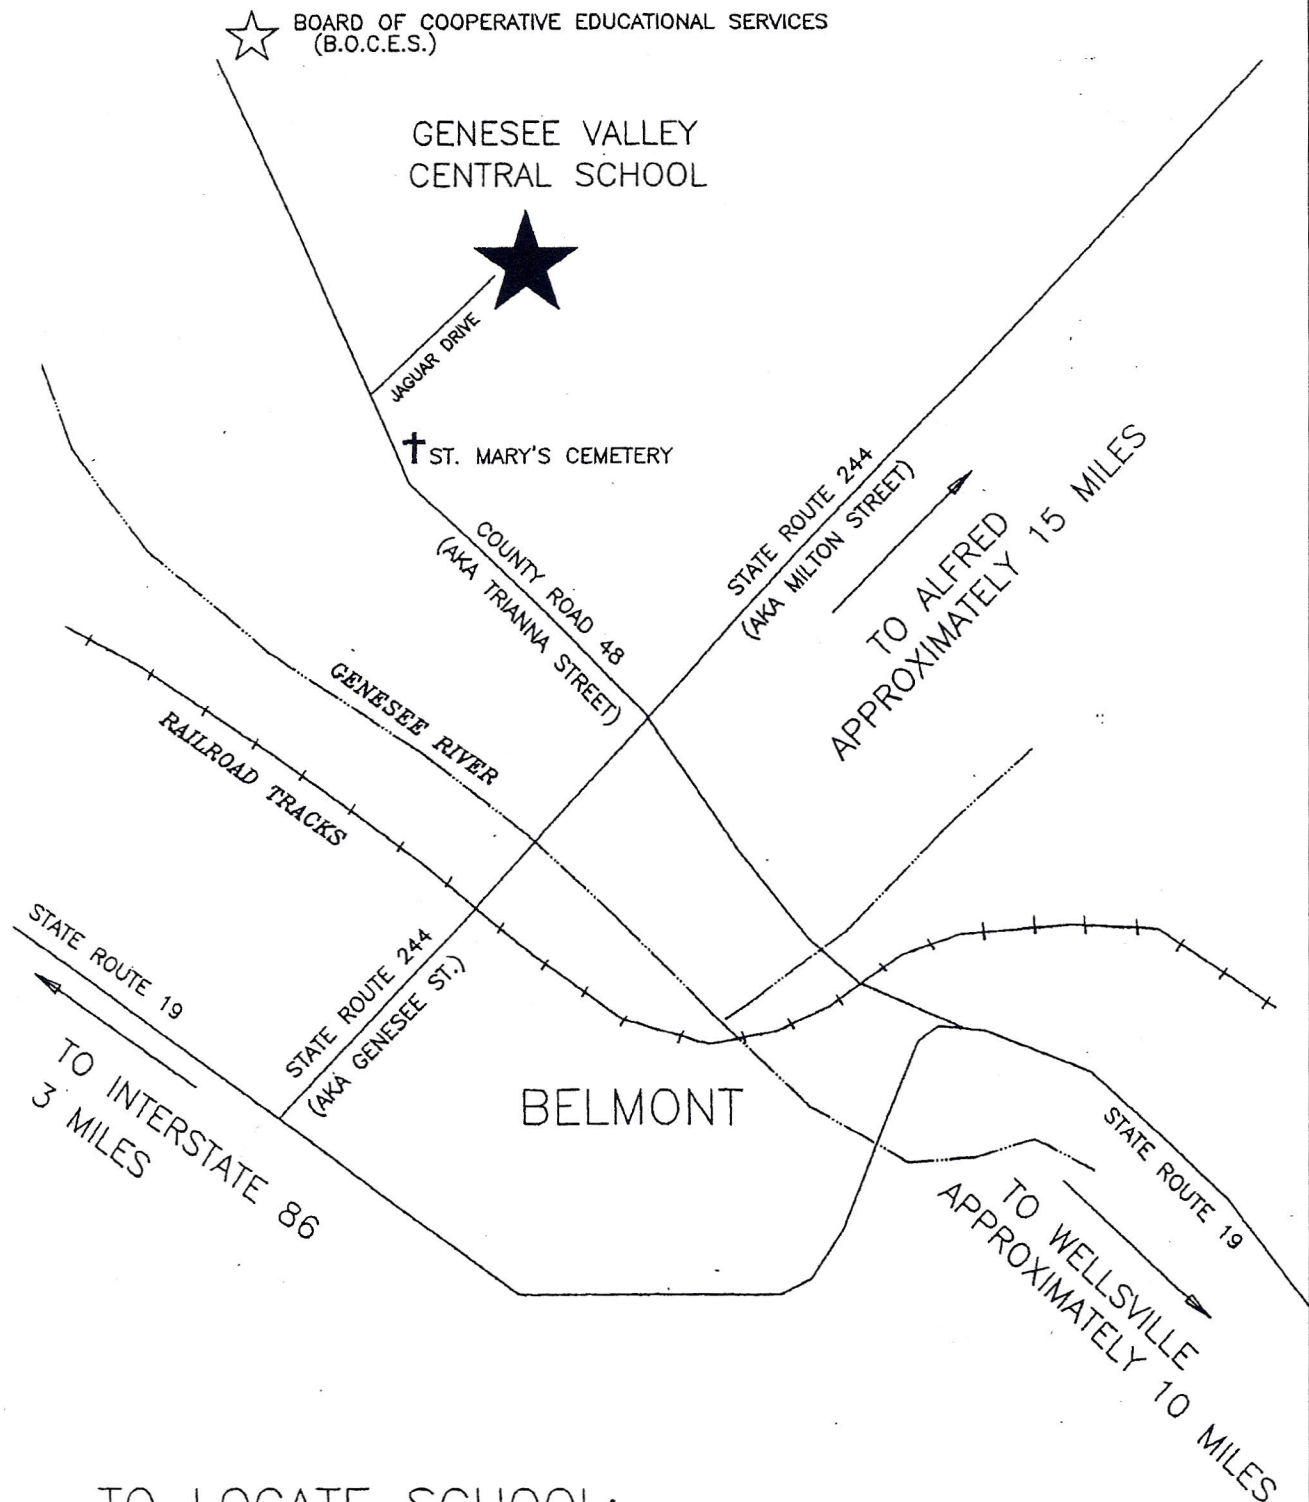 BOARD OF COOPERATIVE EDUCATIONAL SERVICES
(B.O.C.E.S.)
GENESEE VALLEY
CENTRAL SCHOOL
JAGUAR DRIVE
ST. MARY'S CEMETERY
COUNTY ROAD 48
(AKA TRIANNA STREET)
STATE ROUTE 244
(AKA MILTON STREET)
TO ALFRED
APPROXIMATELY 15 MILES
GENESEE RIVER
RAILROAD TRACKS
STATE ROUTE 19
TO INTERSTATE 86
3 MILES
STATE ROUTE 244
(AKA GENESEE ST.)
BELMONT
STATE ROUTE 19
TO WELLSVILLE
APPROXIMATELY 10 MILES
TO LOCATE SCHOOL: